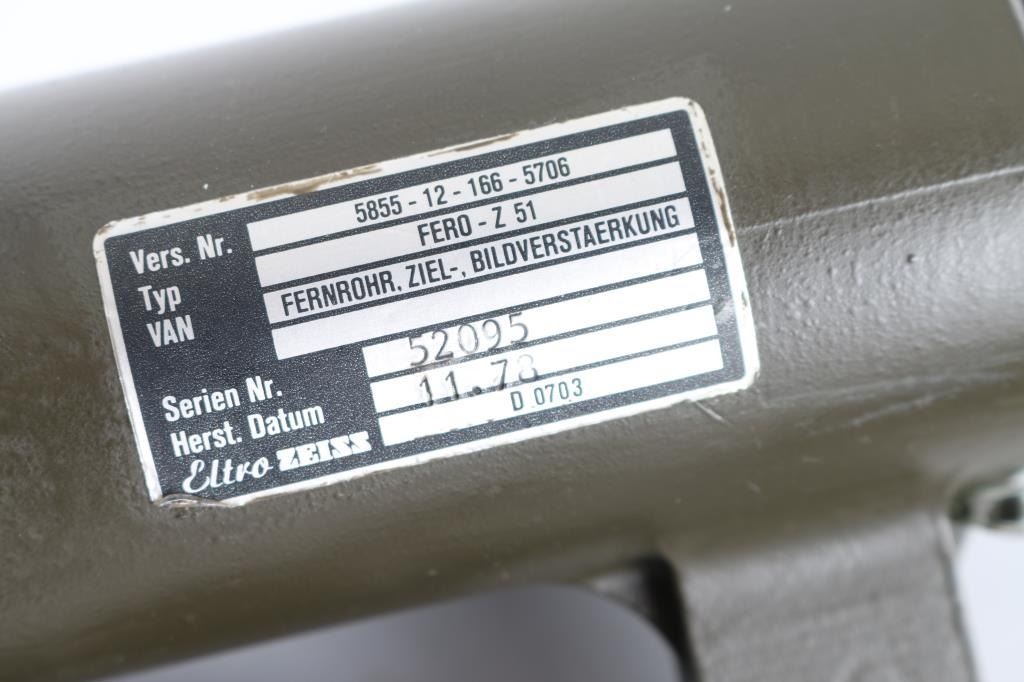 Vers. Nr. 5855-12-166-5706
Typ FERO-Z 51
VAN FERNROHR, ZIEL-, BILDVERSTAERKUNG
Serien Nr. 52095
Herst. Datum 11.78
Eltro ZEISS D 0703